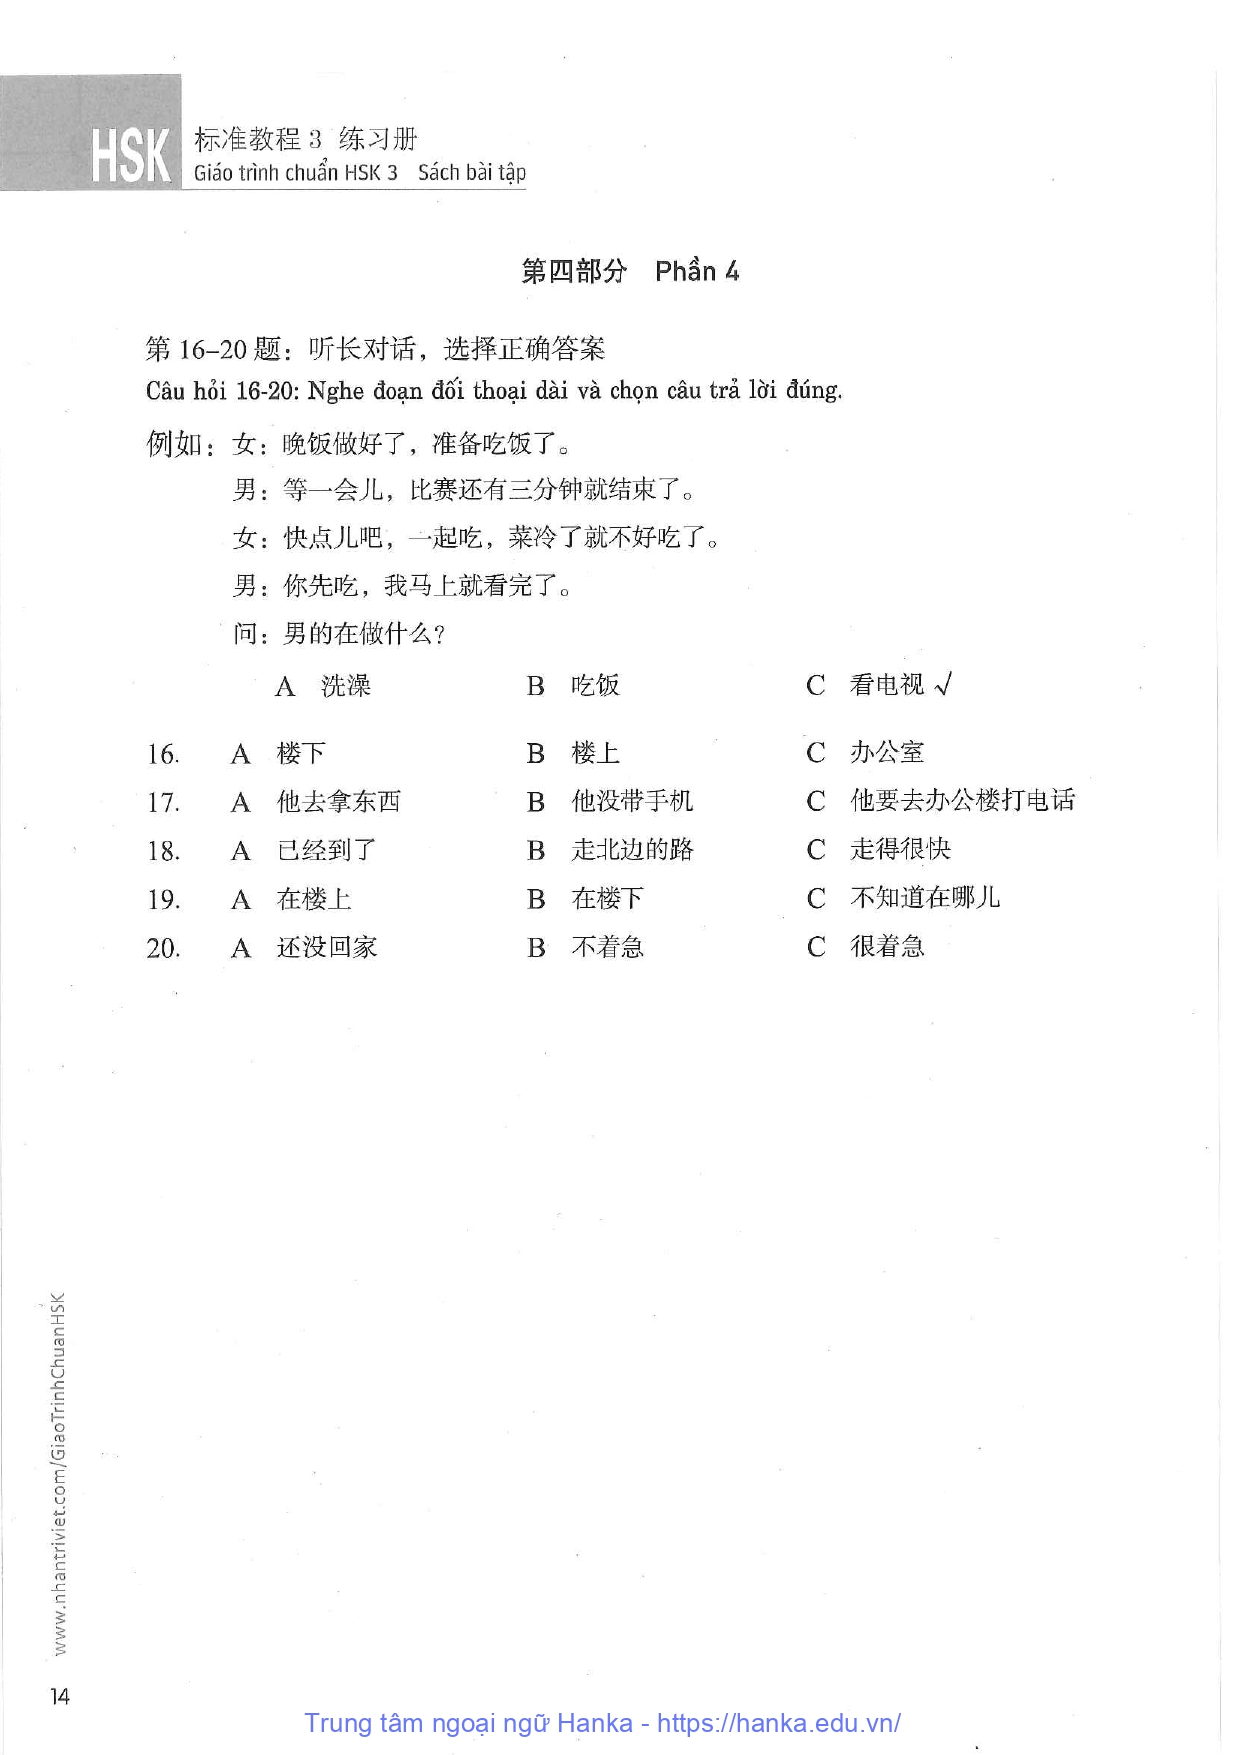 HSK 标准教程 3 练习册
Giáo trình chuẩn HSK 3 Sách bài tập
第四部分 Phần 4
第 16–20 题：听长对话，选择正确答案
Câu hỏi 16-20: Nghe đoạn đối thoại dài và chọn câu trả lời đúng.
例如：女：晚饭做好了，准备吃饭了。
男：等一会儿，比赛还有三分钟就结束了。
女：快点儿吧，一起吃，菜冷了就不好吃了。
男：你先吃，我马上就看完了。
问：男的在做什么？
A 洗澡 B 吃饭 C 看电视 √
16. A 楼下 B 楼上 C 办公室
17. A 他去拿东西 B 他没带手机 C 他要去办公楼打电话
18. A 已经到了 B 走北边的路 C 走得很快
19. A 在楼上 B 在楼下 C 不知道在哪儿
20. A 还没回家 B 不着急 C 很着急
www.nhantriviet.com/GiaoTrinhChuanHSK
14
Trung tâm ngoại ngữ Hanka - https://hanka.edu.vn/